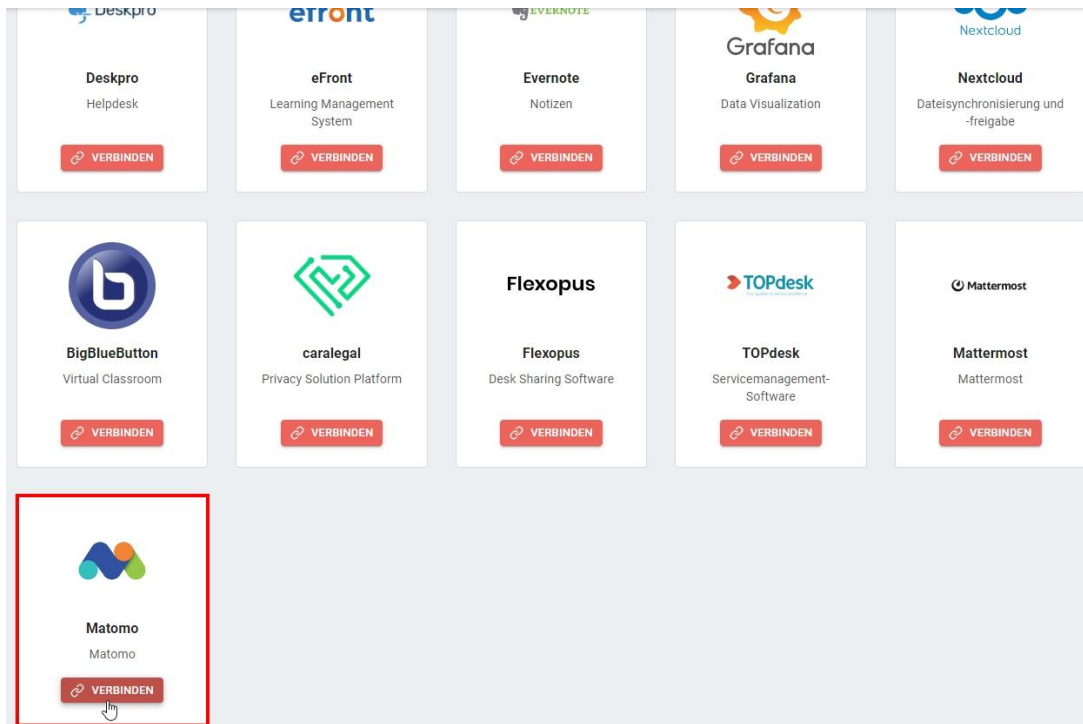 Deskpro
efront
EVERNOTE
Grafana
Nextcloud
Deskpro
eFront
Evernote
Grafana
Nextcloud
Helpdesk
Learning Management
System
Notizen
Data Visualization
Dateisynchronisierung und
-freigabe
VERBINDEN
VERBINDEN
VERBINDEN
VERBINDEN
VERBINDEN
Flexopus
TOPdesk
Mattermost
BigBlueButton
caralegal
Flexopus
TOPdesk
Mattermost
Virtual Classroom
Privacy Solution Platform
Desk Sharing Software
Servicemanagement-
Software
Mattermost
VERBINDEN
VERBINDEN
VERBINDEN
VERBINDEN
VERBINDEN
Matomo
Matomo
VERBINDEN